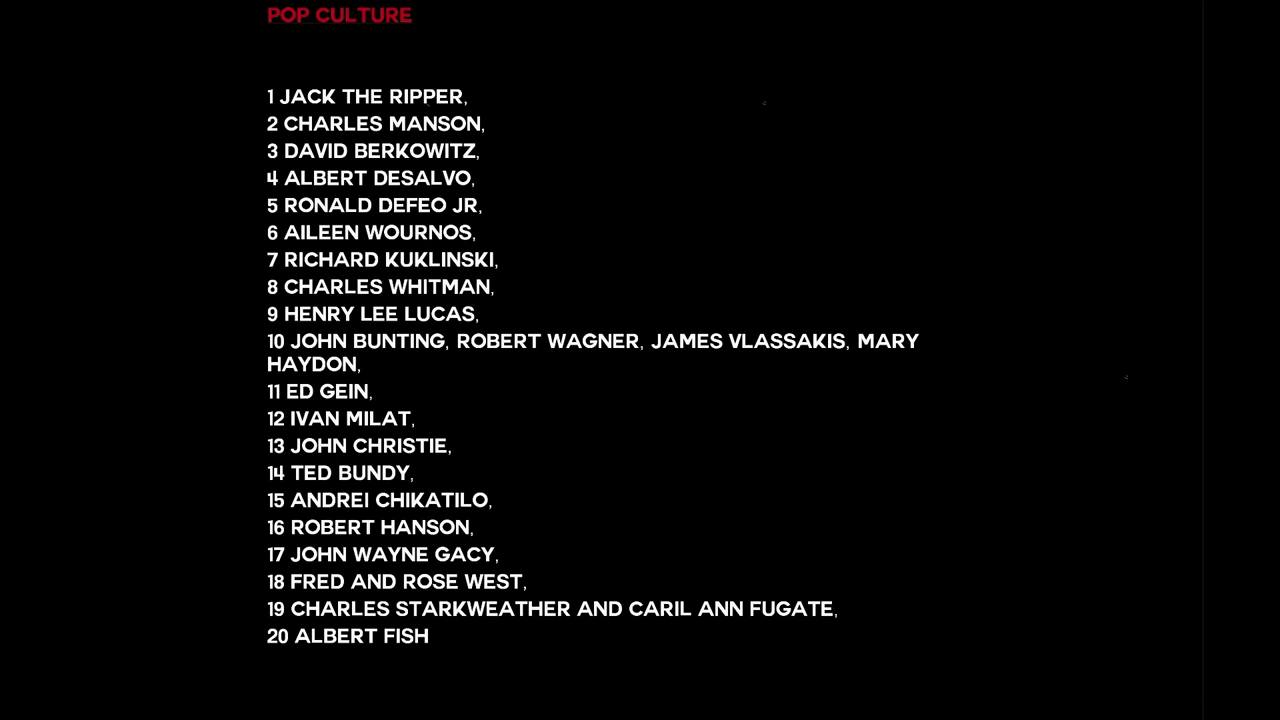 POP CULTURE
1 JACK THE RIPPER,
2 CHARLES MANSON,
3 DAVID BERKOWITZ,
4 ALBERT DESALVO,
5 RONALD DEFEO JR,
6 AILEEN WOURNOS,
7 RICHARD KUKLINSKI,
8 CHARLES WHITMAN,
9 HENRY LEE LUCAS,
10 JOHN BUNTING, ROBERT WAGNER, JAMES VLASSAKIS, MARY
HAYDON,
11 ED GEIN,
12 IVAN MILAT,
13 JOHN CHRISTIE,
14 TED BUNDY,
15 ANDREI CHIKATILO,
16 ROBERT HANSON,
17 JOHN WAYNE GACY,
18 FRED AND ROSE WEST,
19 CHARLES STARKWEATHER AND CARIL ANN FUGATE,
20 ALBERT FISH